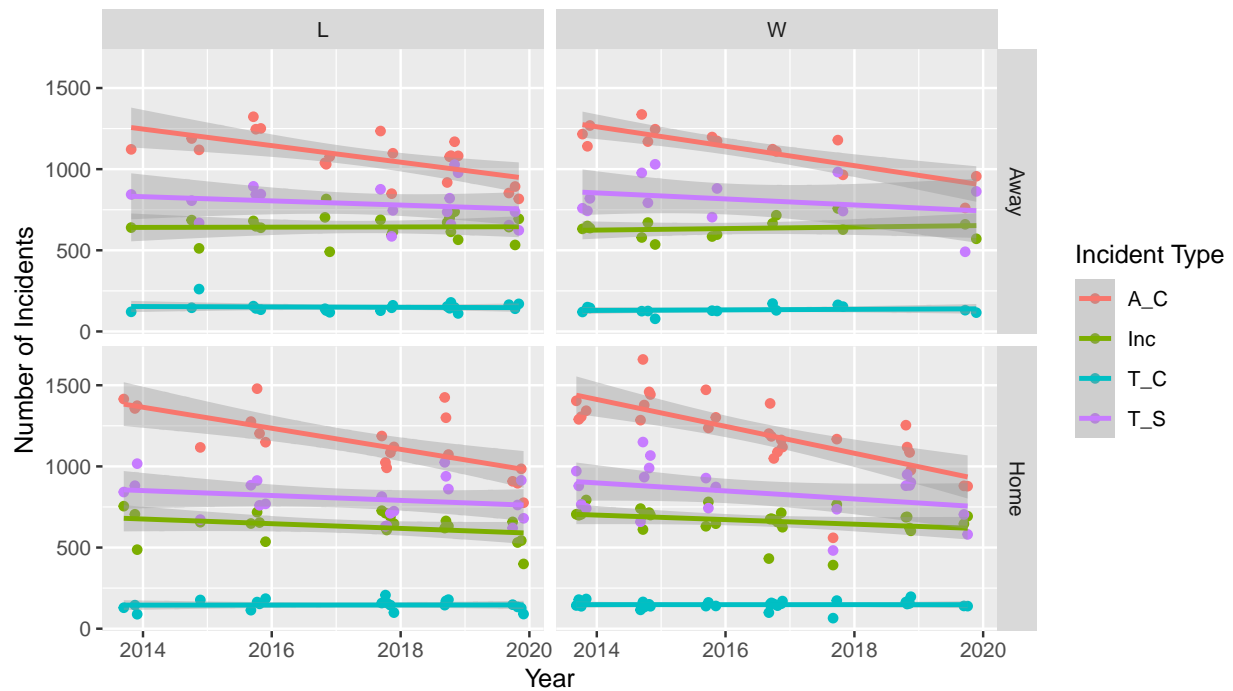 L W
1500
1000
500
0
Away
1500
1000
500
0
Home
2014 2016 2018 2020 2014 2016 2018 2020
Year
Number of Incidents
Incident Type
A_C
Inc
T_C
T_S